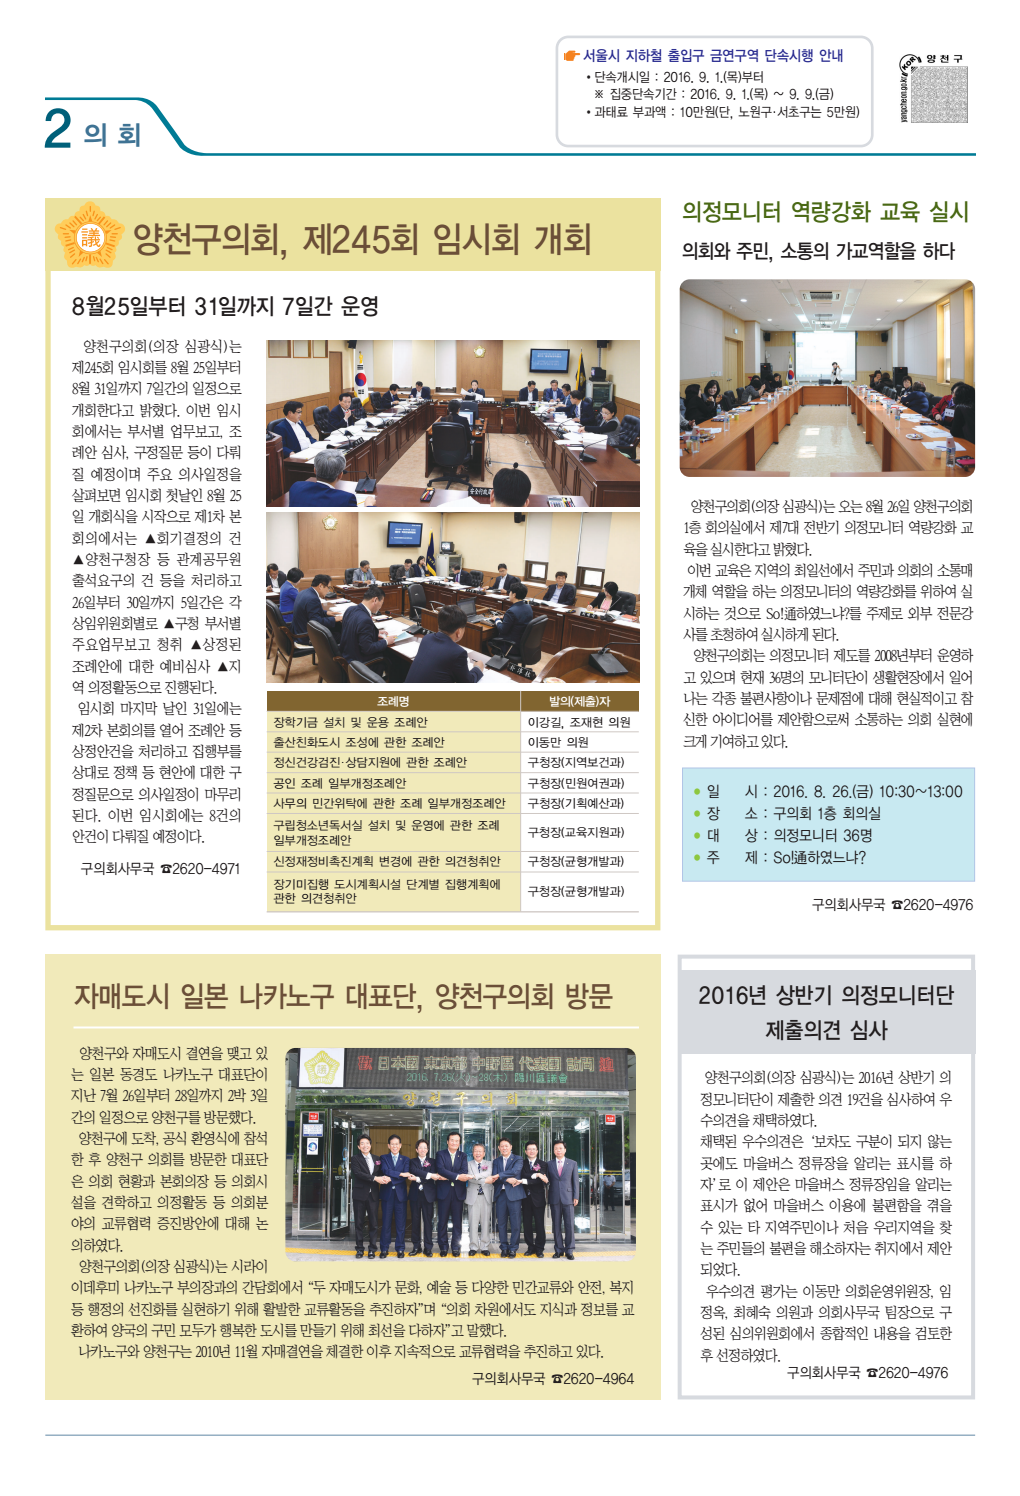 서울시 지하철 출입구 금연구역 단속시행 안내
• 단속개시일 : 2016. 9. 1.(목)부터
※ 집중단속기간 : 2016. 9. 1.(목) ~ 9. 9.(금)
• 과태료 부과액 : 10만원(단, 노원구·서초구는 5만원)
양천구
yangcheon.go.kr
2 의회
議
양천구의회, 제245회 임시회 개회
8월25일부터 31일까지 7일간 운영
양천구의회(의장 심광식)는
제245회 임시회를 8월 25일부터
8월 31일까지 7일간의 일정으로
개회한다고 밝혔다. 이번 임시
회에서는 부서별 업무보고, 조
례안 심사, 구정질문 등이 다뤄
질 예정이며 주요 의사일정을
살펴보면 임시회 첫날인 8월 25
일 개회식을 시작으로 제1차 본
회의에서는 ▲회기결정의 건
▲양천구청장 등 관계공무원
출석요구의 건 등을 처리하고
26일부터 30일까지 5일간은 각
상임위원회별로 ▲구청 부서별
주요업무보고 청취 ▲상정된
조례안에 대한 예비심사 ▲지
역 의정활동으로 진행된다.
임시회 마지막 날인 31일에는
제2차 본회의를 열어 조례안 등
상정안건을 처리하고 집행부를
상대로 정책 등 현안에 대한 구
정질문으로 의사일정이 마무리
된다. 이번 임시회에는 8건의
안건이 다뤄질 예정이다.
구의회사무국 ☎2620-4971
조례명 발의(제출)자
장학기금 설치 및 운용 조례안 이강길, 조재현 의원
출산친화도시 조성에 관한 조례안 이동만 의원
정신건강검진·상담지원에 관한 조례안 구청장(지역보건과)
공인 조례 일부개정조례안 구청장(민원여권과)
사무의 민간위탁에 관한 조례 일부개정조례안 구청장(기획예산과)
구립청소년독서실 설치 및 운영에 관한 조례
일부개정조례안 구청장(교육지원과)
신정재정비촉진계획 변경에 관한 의견청취안 구청장(균형개발과)
장기미집행 도시계획시설 단계별 집행계획에
관한 의견청취안 구청장(균형개발과)
의정모니터 역량강화 교육 실시
의회와 주민, 소통의 가교역할을 하다
양천구의회(의장 심광식)는 오는 8월 26일 양천구의회
1층 회의실에서 제7대 전반기 의정모니터 역량강화 교
육을 실시한다고 밝혔다.
이번 교육은 지역의 최일선에서 주민과 의회의 소통매
개체 역할을 하는 의정모니터의 역량강화를 위하여 실
시하는 것으로 So!通하였느냐?를 주제로 외부 전문강
사를 초청하여 실시하게 된다.
양천구의회는 의정모니터 제도를 2008년부터 운영하
고 있으며 현재 36명의 모니터단이 생활현장에서 일어
나는 각종 불편사항이나 문제점에 대해 현실적이고 참
신한 아이디어를 제안함으로써 소통하는 의회 실현에
크게 기여하고 있다.
● 일 시 : 2016. 8. 26.(금) 10:30~13:00
● 장 소 : 구의회 1층 회의실
● 대 상 : 의정모니터 36명
● 주 제 : So!通하였느냐?
구의회사무국 ☎2620-4976
자매도시 일본 나카노구 대표단, 양천구의회 방문
양천구와 자매도시 결연을 맺고 있
는 일본 동경도 나카노구 대표단이
지난 7월 26일부터 28일까지 2박 3일
간의 일정으로 양천구를 방문했다.
양천구에 도착, 공식 환영식에 참석
한 후 양천구 의회를 방문한 대표단
은 의회 현황과 본회의장 등 의회시
설을 견학하고 의정활동 등 의회분
야의 교류협력 증진방안에 대해 논
의하였다.
양천구의회(의장 심광식)는 시라이
이데후미 나카노구 부의장과의 간담회에서 “두 자매도시가 문화, 예술 등 다양한 민간교류와 안전, 복지
등 행정의 선진화를 실현하기 위해 활발한 교류활동을 추진하자”며 “의회 차원에서도 지식과 정보를 교
환하여 양국의 구민 모두가 행복한 도시를 만들기 위해 최선을 다하자”고 말했다.
나카노구와 양천구는 2010년 11월 자매결연을 체결한 이후 지속적으로 교류협력을 추진하고 있다.
구의회사무국 ☎2620-4964
日本國 東京都 中野區 代表團 訪問
2016. 7.26(火)~28(木) 陽川區議會
양천구의회
2016년 상반기 의정모니터단
제출의견 심사
양천구의회(의장 심광식)는 2016년 상반기 의
정모니터단이 제출한 의견 19건을 심사하여 우
수의견을 채택하였다.
채택된 우수의견은 ‘보차도 구분이 되지 않는
곳에도 마을버스 정류장을 알리는 표시를 하
자’로 이 제안은 마을버스 정류장임을 알리는
표시가 없어 마을버스 이용에 불편함을 겪을
수 있는 타 지역주민이나 처음 우리지역을 찾
는 주민들의 불편을 해소하자는 취지에서 제안
되었다.
우수의견 평가는 이동만 의회운영위원장, 임
정옥, 최혜숙 의원과 의회사무국 팀장으로 구
성된 심의위원회에서 종합적인 내용을 검토한
후 선정하였다.
구의회사무국 ☎2620-4976